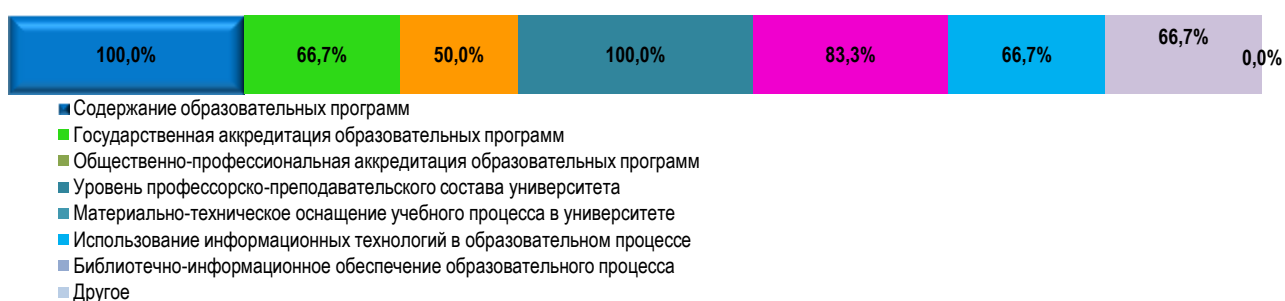 100,0% 66,7% 50,0% 100,0% 83,3% 66,7% 66,7% 0,0%
Содержание образовательных программ
Государственная аккредитация образовательных программ
Общественно-профессиональная аккредитация образовательных программ
Уровень профессорско-преподавательского состава университета
Материально-техническое оснащение учебного процесса в университете
Использование информационных технологий в образовательном процессе
Библиотечно-информационное обеспечение образовательного процесса
Другое